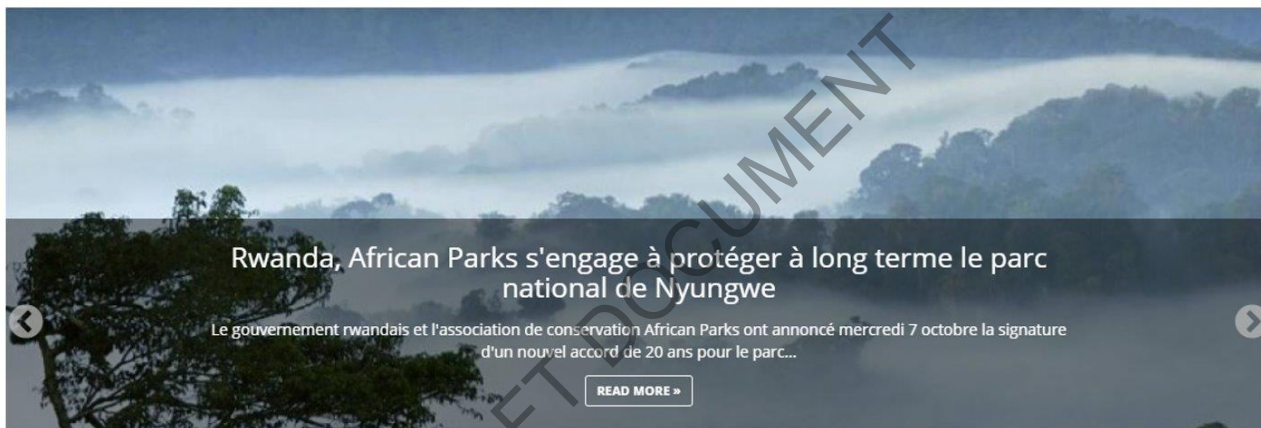 Rwanda, African Parks s'engage à protéger à long terme le parc
national de Nyungwe
Le gouvernement rwandais et l'association de conservation African Parks ont annoncé mercredi 7 octobre la signature
d'un nouvel accord de 20 ans pour le parc...
READ MORE »
ET DOCUMENT